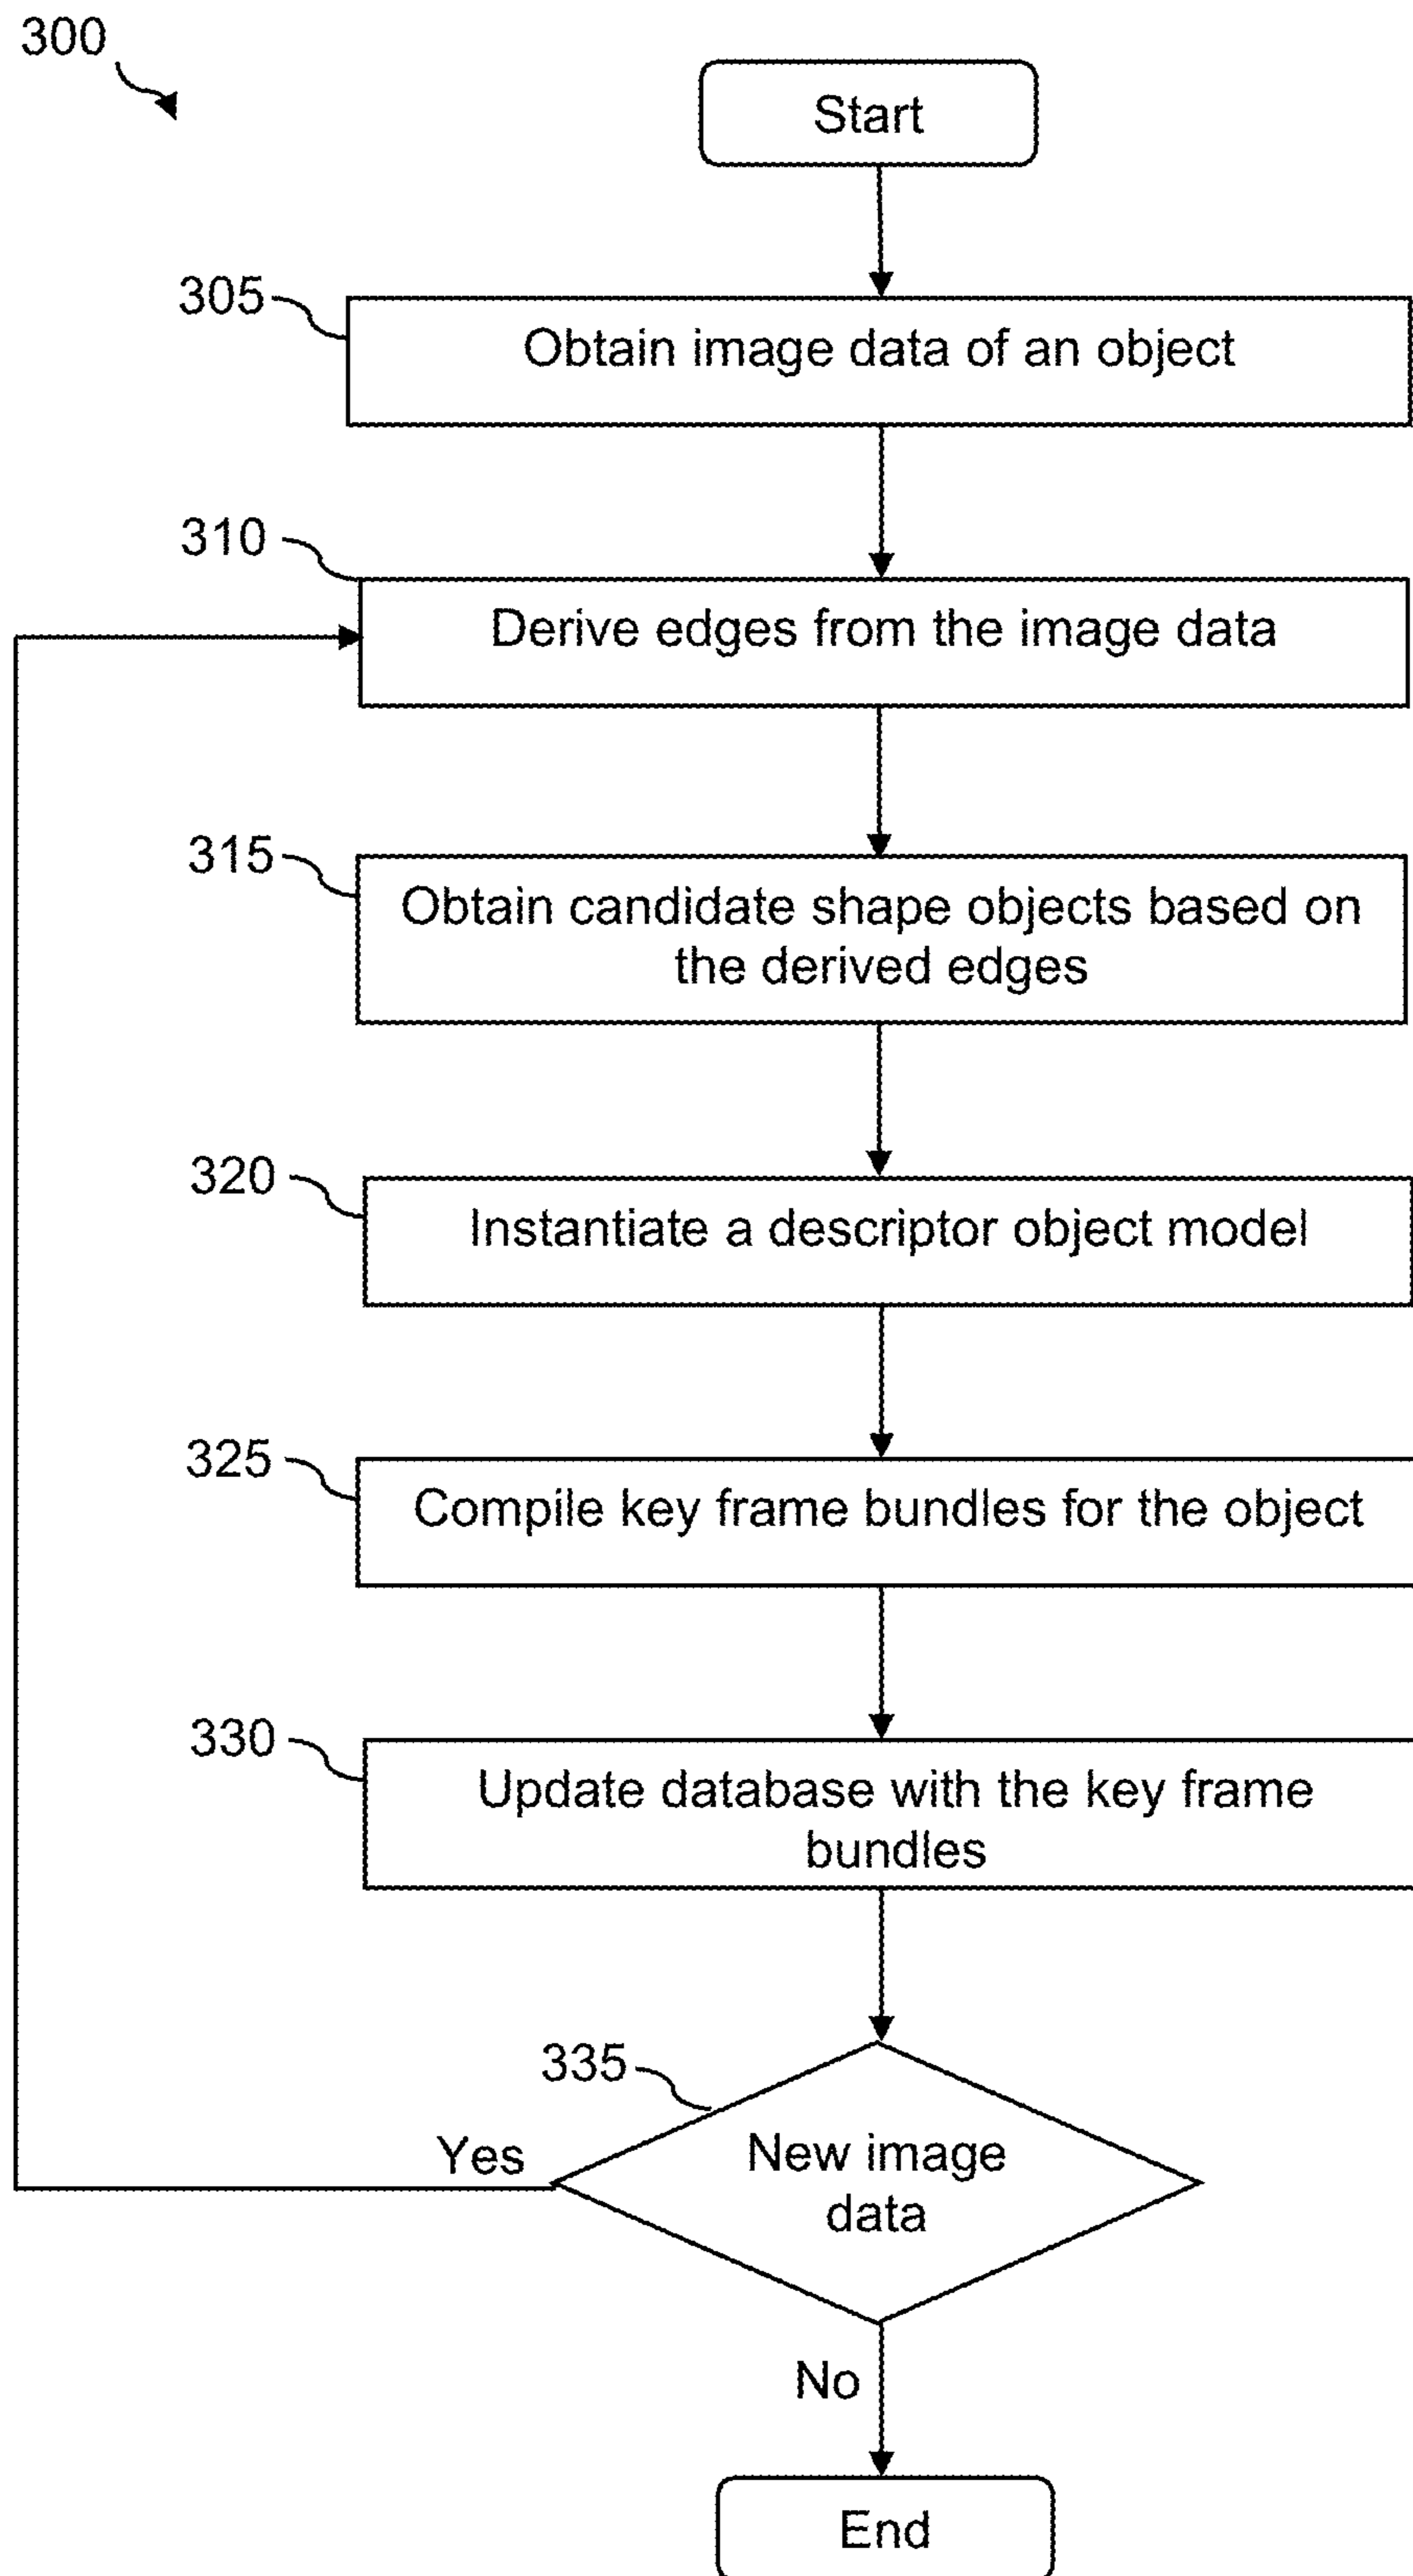 300
Start
305
Obtain image data of an object
310
Derive edges from the image data
315
Obtain candidate shape objects based on
the derived edges
320
Instantiate a descriptor object model
325
Compile key frame bundles for the object
330
Update database with the key frame
bundles
335
New image
data
Yes
No
End